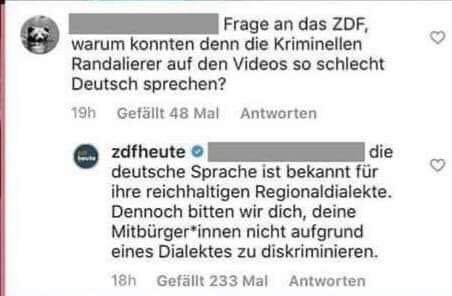 Frage an das ZDF,
warum konnten denn die Kriminellen
Randalierer auf den Videos so schlecht
Deutsch sprechen?
19h Gefällt 48 Mal Antworten
heute
zdfheute die
deutsche Sprache ist bekannt für
ihre reichhaltigen Regionaldialekte.
Dennoch bitten wir dich, deine
Mitbürger*innen nicht aufgrund
eines Dialektes zu diskriminieren.
18h Gefällt 233 Mal Antworten